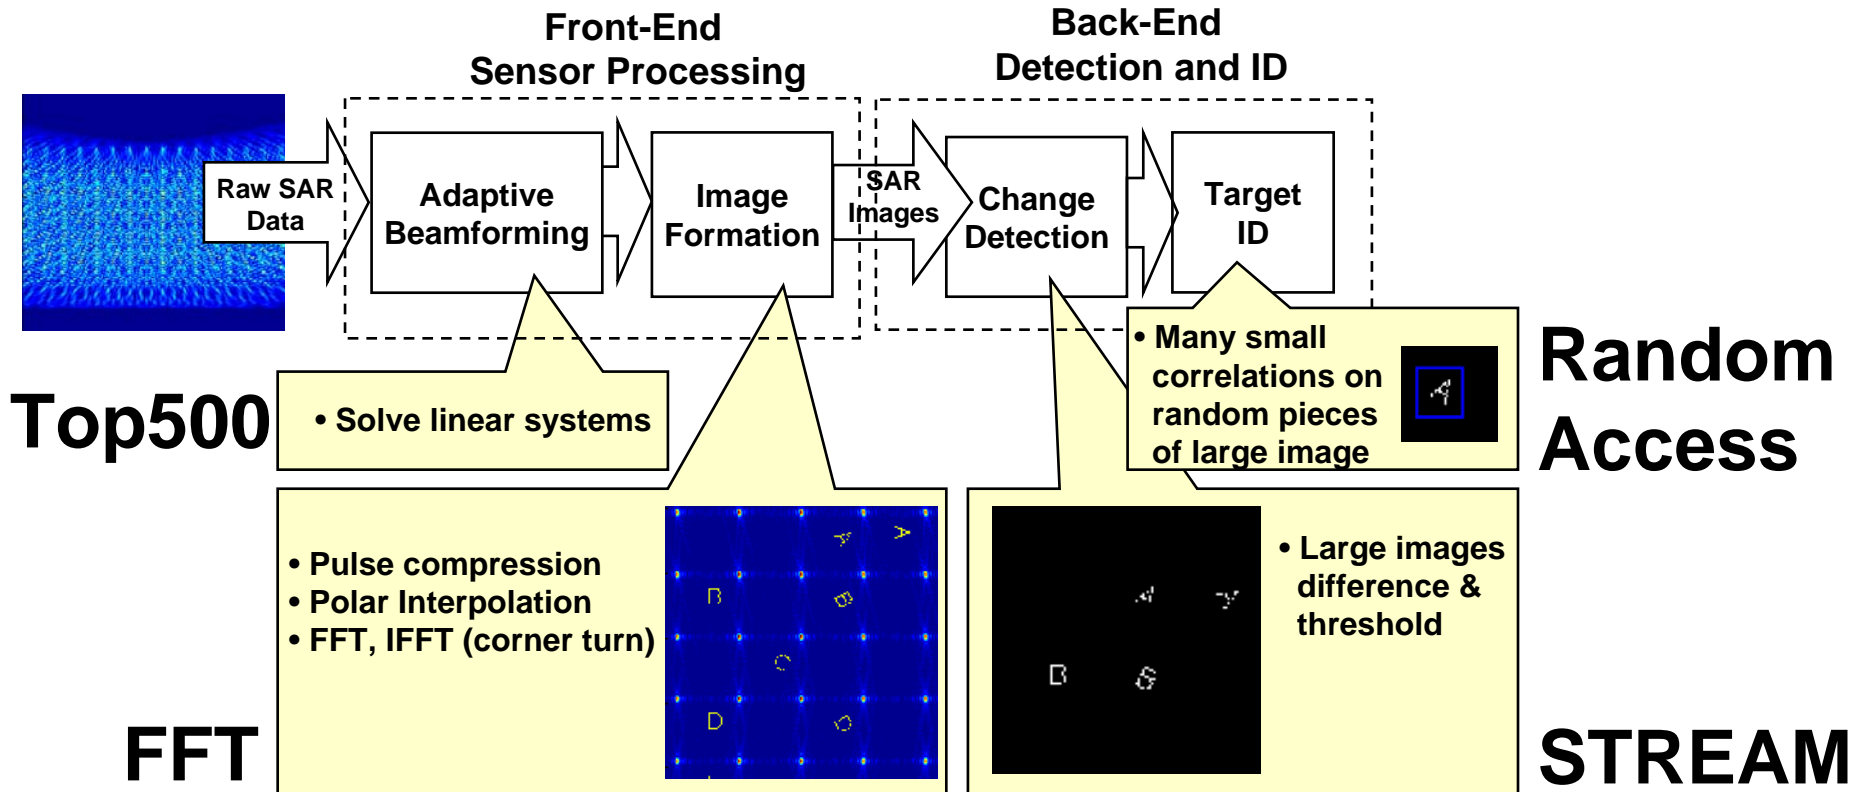 Front-End
Sensor Processing
Back-End
Detection and ID
Raw SAR
Data
Adaptive
Beamforming
Image
Formation
SAR
Images
Change
Detection
Target
ID
Top500
• Solve linear systems
• Many small
correlations on
random pieces
of large image
Random
Access
FFT
• Pulse compression
• Polar Interpolation
• FFT, IFFT (corner turn)
A
B
C
D
B
• Large images
difference &
threshold
STREAM